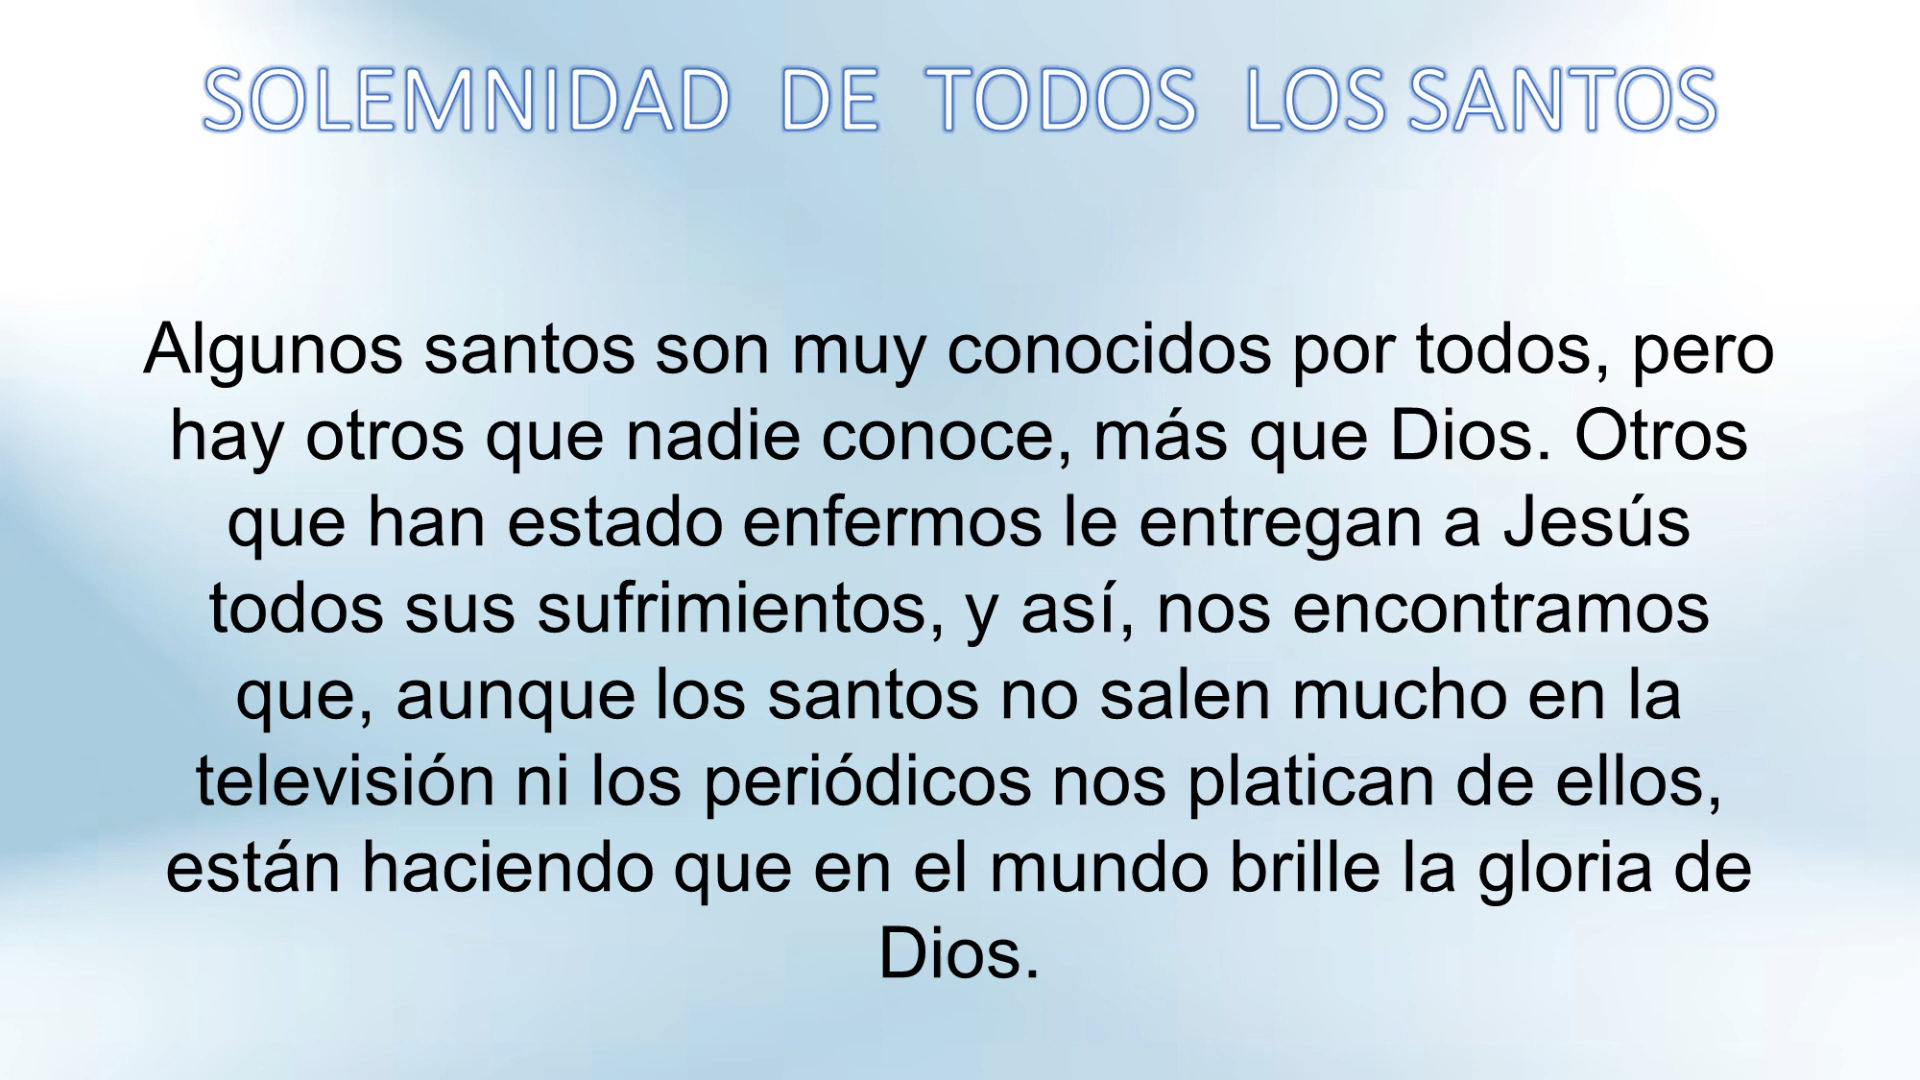 SOLEMNIDAD DE TODOS LOS SANTOS
Algunos santos son muy conocidos por todos, pero
hay otros que nadie conoce, más que Dios. Otros
que han estado enfermos le entregan a Jesús
todos sus sufrimientos, y así, nos encontramos
que, aunque los santos no salen mucho en la
televisión ni los periódicos nos platican de ellos,
están haciendo que en el mundo brille la gloria de
Dios.